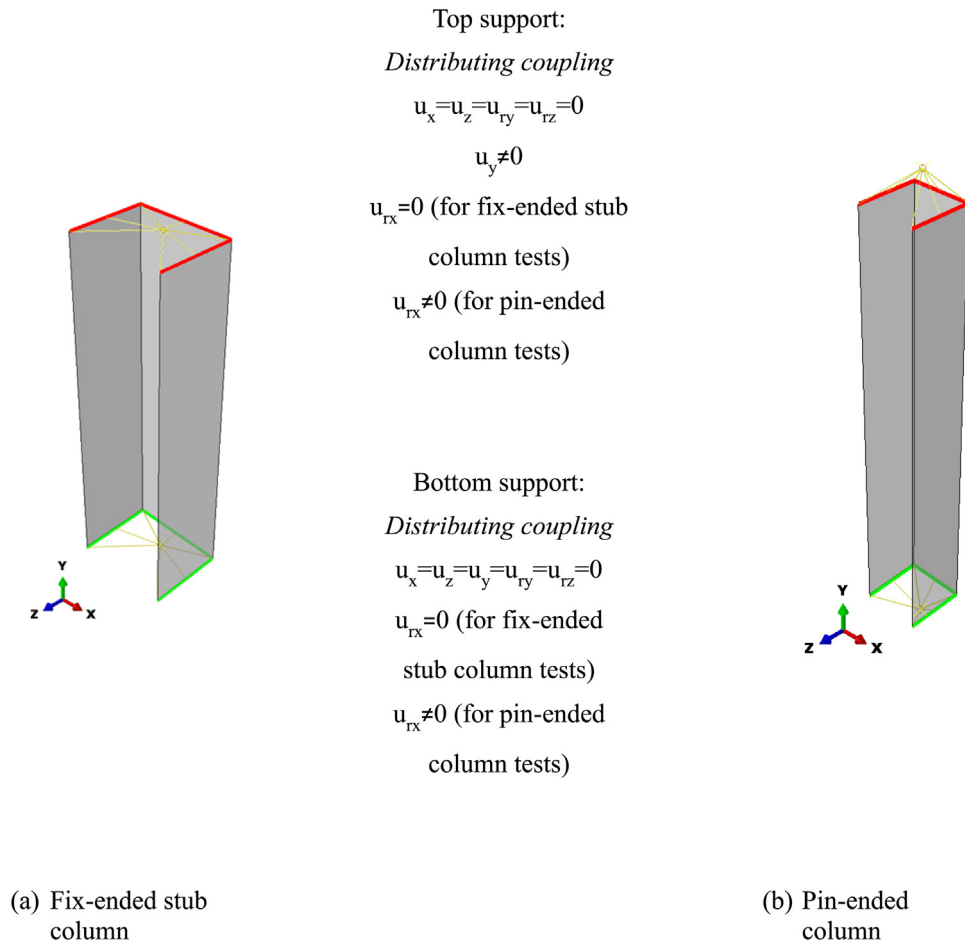 Top support:
Distributing coupling
uₓ=u_z=u_ry=u_rz=0
u_y≠0
u_rx=0 (for fix-ended stub
column tests)
u_rx≠0 (for pin-ended
column tests)
Bottom support:
Distributing coupling
uₓ=u_z=u_y=u_ry=u_rz=0
u_rx=0 (for fix-ended
stub column tests)
u_rx≠0 (for pin-ended
column tests)
Y
Z
X
Y
Z
X
(a) Fix-ended stub
column
(b) Pin-ended
column